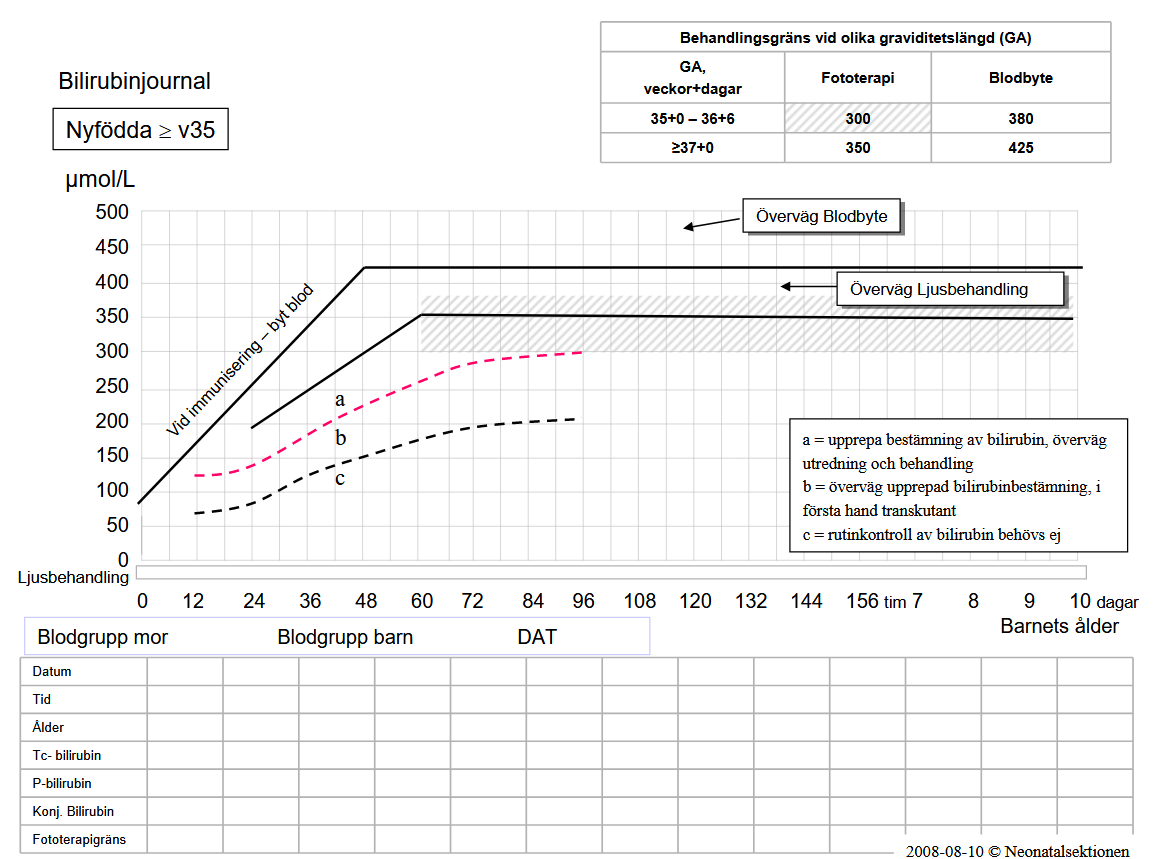 Behandlingsgräns vid olika graviditetslängd (GA)
GA,
veckor+dagar
Fototerapi
Blodbyte
35+0 – 36+6
300
380
≥37+0
350
425
Bilirubinjournal
Nyfödda ≥ v35
µmol/L
500
450
400
350
300
250
200
150
100
50
0
Överväg Blodbyte
Överväg Ljusbehandling
Vid immunisering – byt blod
a
b
c
a = upprepa bestämning av bilirubin, överväg
utredning och behandling
b = överväg upprepad bilirubinbestämning, i
första hand transkutant
c = rutinkontroll av bilirubin behövs ej
Ljusbehandling
0 12 24 36 48 60 72 84 96 108 120 132 144 156 tim 7 8 9 10 dagar
Barnets ålder
Blodgrupp mor Blodgrupp barn DAT
Datum
Tid
Ålder
Tc- bilirubin
P-bilirubin
Konj. Bilirubin
Fototerapigräns
2008-08-10 © Neonatalsektionen